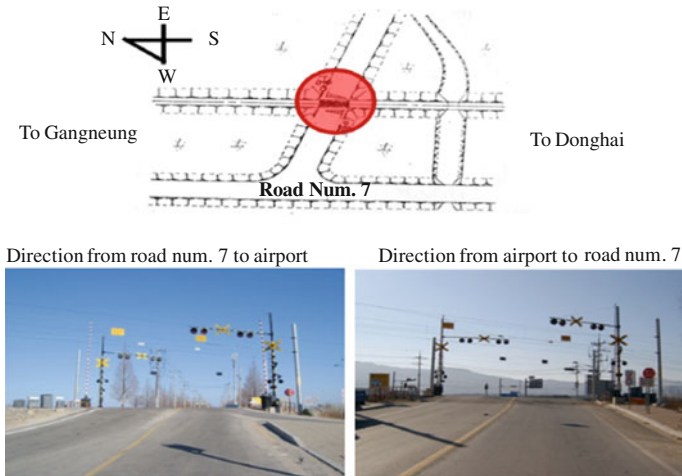 E
N
S
W
To Gangneung
To Donghai
Road Num. 7
Direction from road num. 7 to airport
Direction from airport to road num. 7